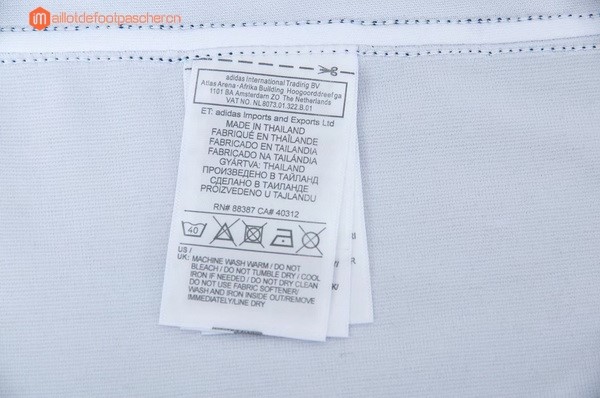 Maillotdefootpascher.cn
adidas International Trading BV
Atlas Arena - Afrika Building Hoogoorddreef ga
1101 BA Amsterdam ZO The Netherlands
VAT NO. NL8073.01.322.B.01
ET: adidas Imports and Exports Ltd
MADE IN THAILAND
FABRIQUÉ EN THAÏLANDE
FABRICADO EN TAILANDIA
FABRICADO NA TAILÂNDIA
GYÁRTVA: THAILAND
ПРОИЗВЕДЕНО В ТАЙЛАНД
СДЕЛАНО В ТАИЛАНДЕ
PROIZVEDENO U TAJLANDU
RN# 88387 CA# 40312
40
US /
UK: MACHINE WASH WARM / DO NOT
BLEACH / DO NOT TUMBLE DRY / COOL
IRON IF NEEDED / DO NOT DRY CLEAN
DO NOT USE FABRIC SOFTENER/
WASH AND IRON INSIDE OUT/REMOVE
IMMEDIATELY/LINE DRY